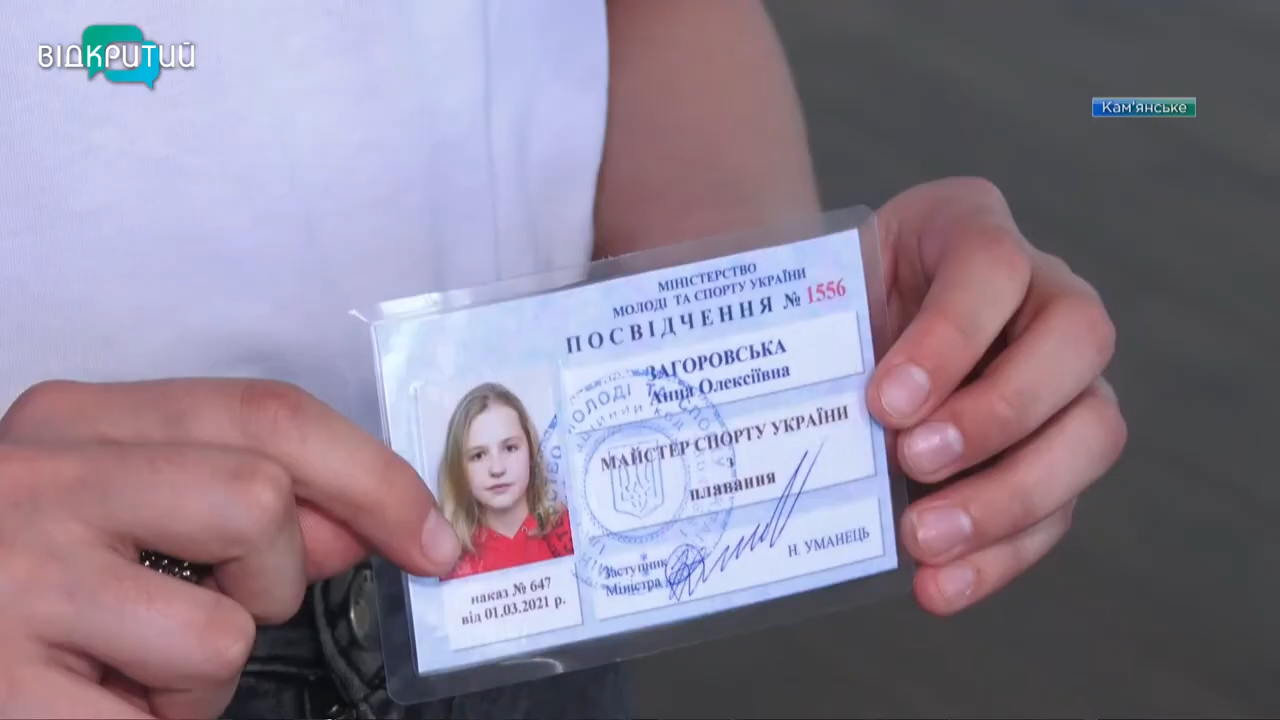 ВІДКРИТИЙ
Кам'янське
МІНІСТЕРСТВО
МОЛОДІ ТА СПОРТУ УКРАЇНИ
ПОСВІДЧЕННЯ № 1556
ЗАГОРОВСЬКА
Анна Олексіївна
МАЙСТЕР СПОРТУ УКРАЇНИ
з
плавання
Заступник
Міністра
Н. УМАНЕЦЬ
наказ № 647
від 01.03.2021 р.